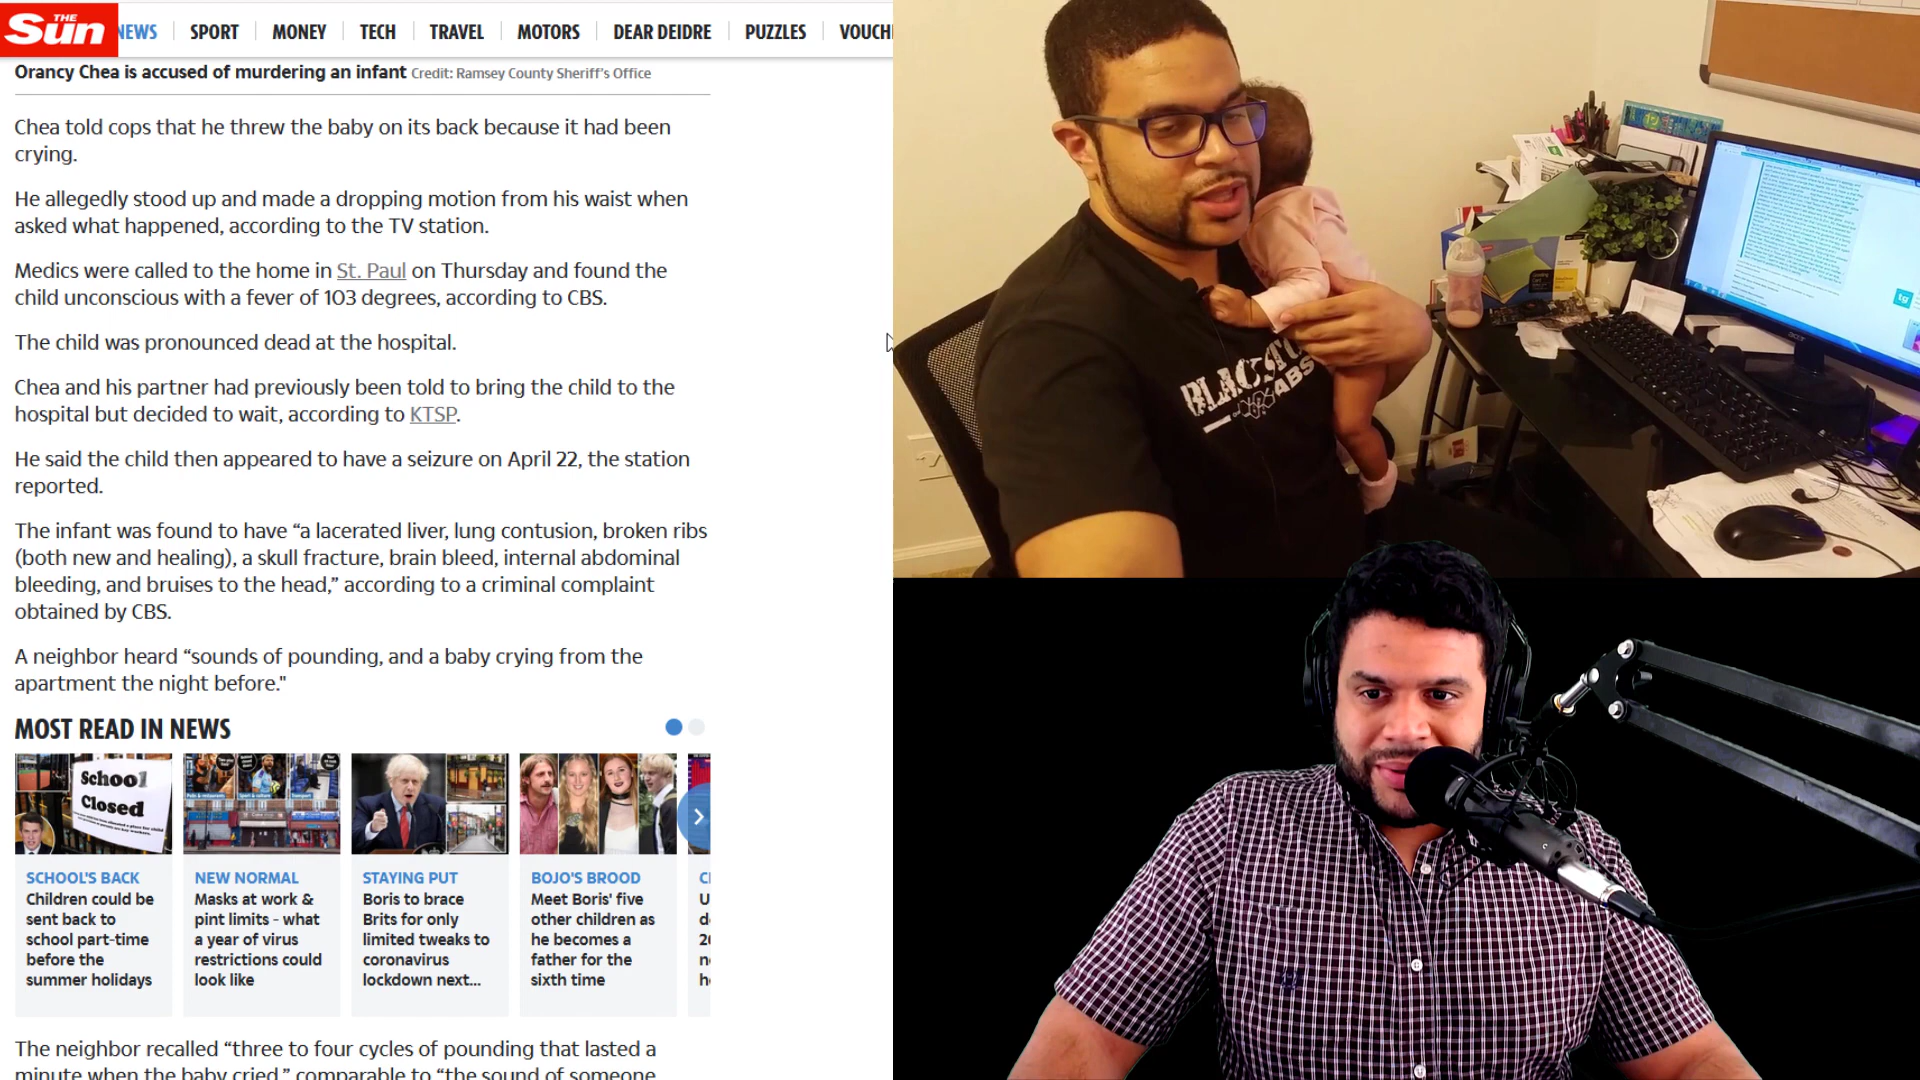 THE
Sun
NEWS
SPORT
MONEY
TECH
TRAVEL
MOTORS
DEAR DEIDRE
PUZZLES
VOUCH
Orancy Chea is accused of murdering an infant Credit: Ramsey County Sheriff's Office
Chea told cops that he threw the baby on its back because it had been
crying.
He allegedly stood up and made a dropping motion from his waist when
asked what happened, according to the TV station.
Medics were called to the home in St. Paul on Thursday and found the
child unconscious with a fever of 103 degrees, according to CBS.
The child was pronounced dead at the hospital.
Chea and his partner had previously been told to bring the child to the
hospital but decided to wait, according to KTSP.
He said the child then appeared to have a seizure on April 22, the station
reported.
The infant was found to have “a lacerated liver, lung contusion, broken ribs
(both new and healing), a skull fracture, brain bleed, internal abdominal
bleeding, and bruises to the head,” according to a criminal complaint
obtained by CBS.
A neighbor heard “sounds of pounding, and a baby crying from the
apartment the night before."
MOST READ IN NEWS
School
Closed
SCHOOL'S BACK
Children could be
sent back to
school part-time
before the
summer holidays
NEW NORMAL
Masks at work &
pint limits - what
a year of virus
restrictions could
look like
STAYING PUT
Boris to brace
Brits for only
limited tweaks to
coronavirus
lockdown next...
BOJO'S BROOD
Meet Boris' five
other children as
he becomes a
father for the
sixth time
The neighbor recalled “three to four cycles of pounding that lasted a
minute when the baby cried,” comparable to “the sound of someone